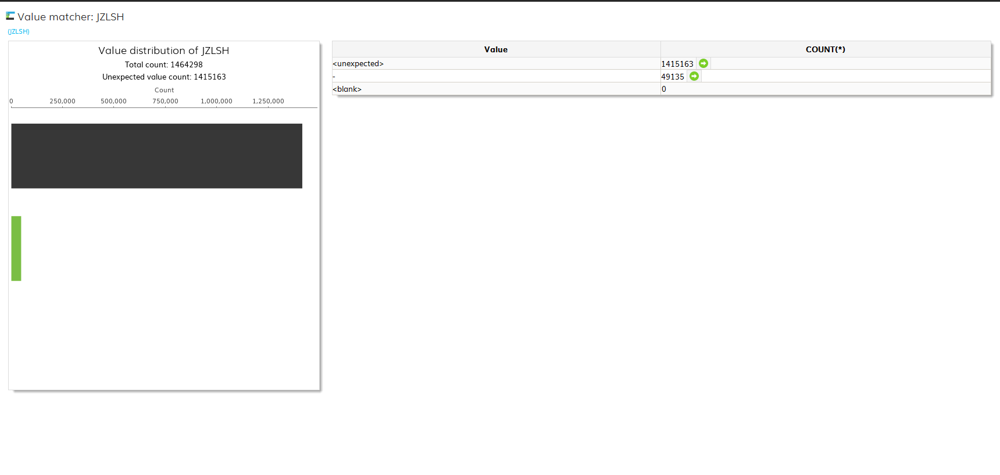 Value matcher: JZLSH
(JZLSH)
Value distribution of JZLSH
Total count: 1464298
Unexpected value count: 1415163
Count
0 250,000 500,000 750,000 1,000,000 1,250,000
Value COUNT(*)
<unexpected> 1415163
- 49135
<blank> 0